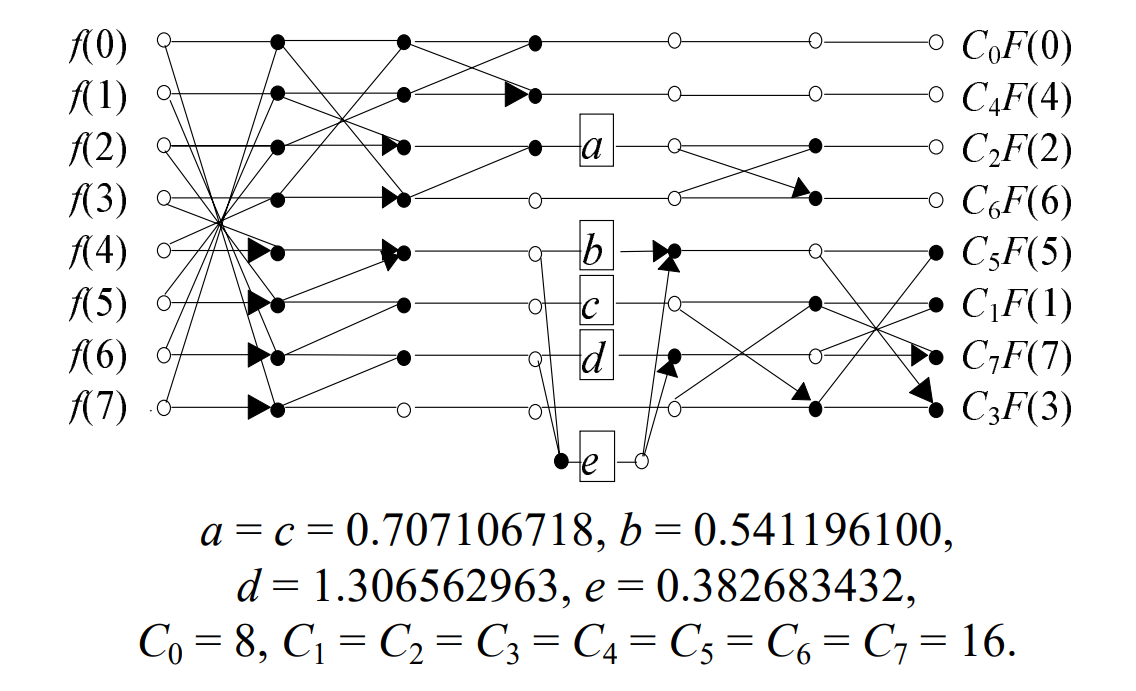 f(0) C₀F(0)
f(1) C₄F(4)
f(2) a C₂F(2)
f(3) C₆F(6)
f(4) b C₅F(5)
f(5) c C₁F(1)
f(6) d C₇F(7)
f(7) C₃F(3)
e
a = c = 0.707106718, b = 0.541196100,
d = 1.306562963, e = 0.382683432,
C₀ = 8, C₁ = C₂ = C₃ = C₄ = C₅ = C₆ = C₇ = 16.